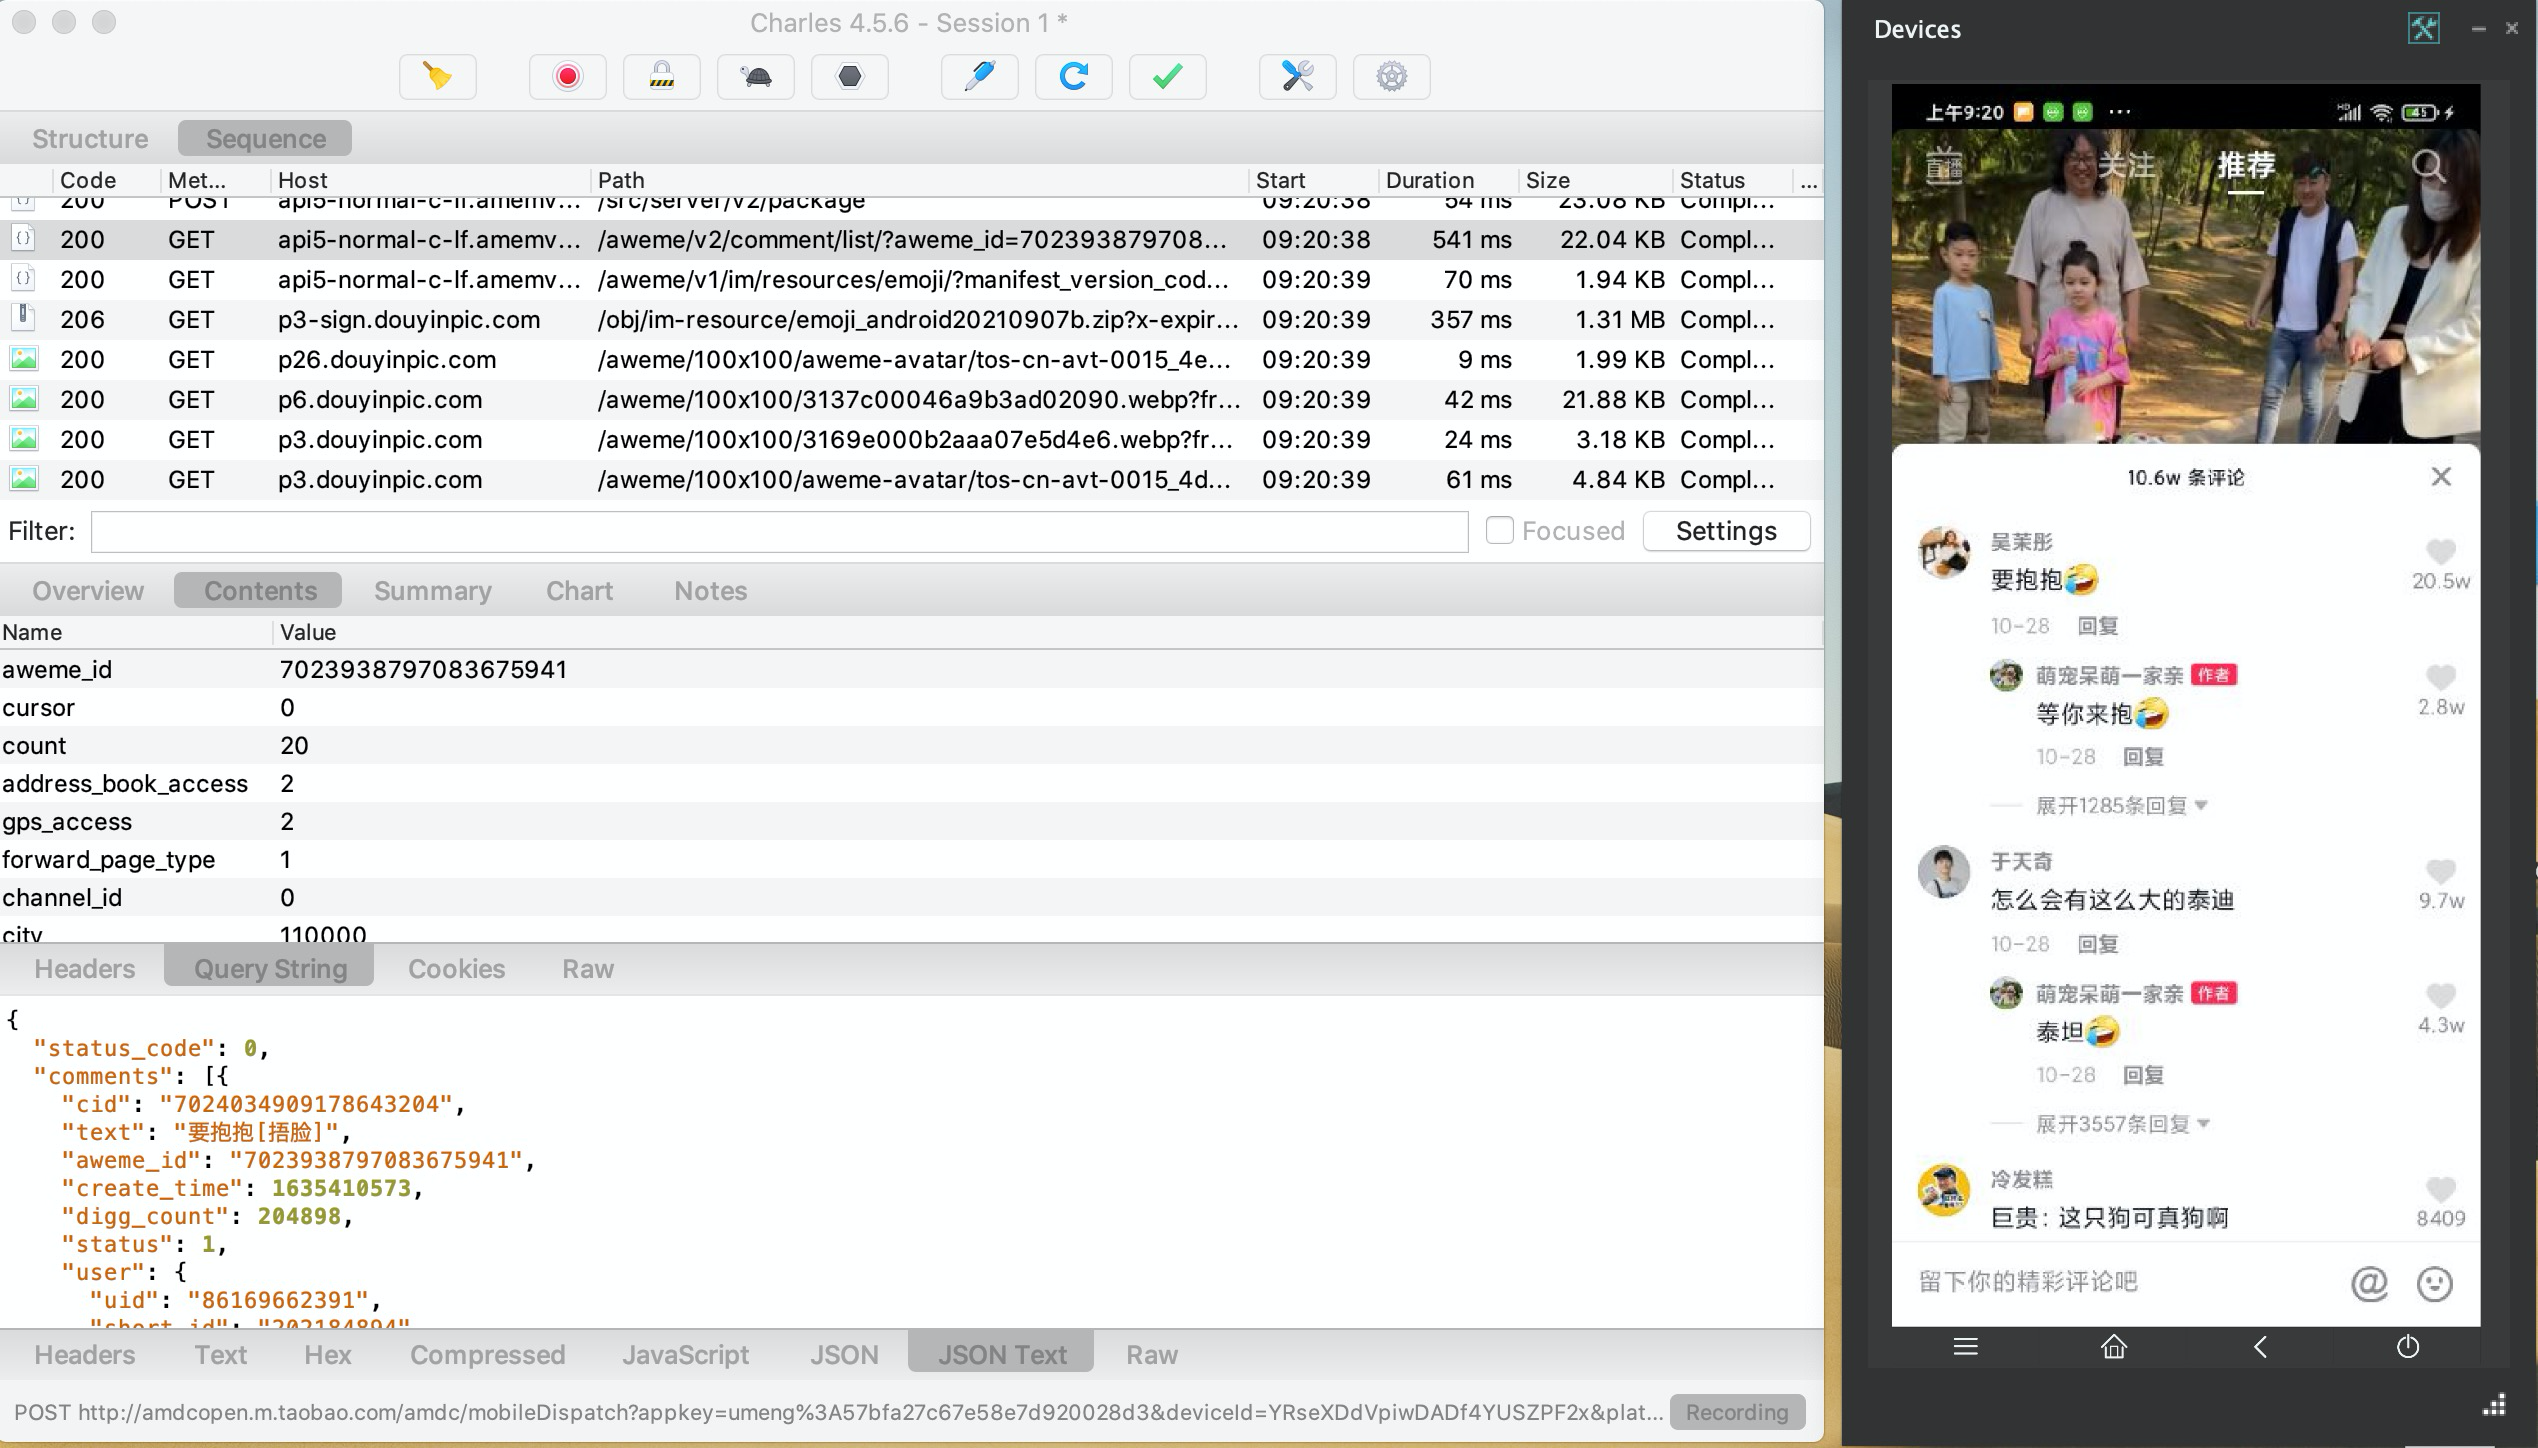 Charles 4.5.6 - Session 1 *
Structure Sequence
Code Met... Host Path Start Duration Size Status ...
200 POST api5-normal-c-lf.amemv... /src/server/v2/package 09:20:38 54 ms 23.08 KB Compl...
200 GET api5-normal-c-lf.amemv... /aweme/v2/comment/list/?aweme_id=702393879708... 09:20:38 541 ms 22.04 KB Compl...
200 GET api5-normal-c-lf.amemv... /aweme/v1/im/resources/emoji/?manifest_version_cod... 09:20:39 70 ms 1.94 KB Compl...
206 GET p3-sign.douyinpic.com /obj/im-resource/emoji_android20210907b.zip?x-expir... 09:20:39 357 ms 1.31 MB Compl...
200 GET p26.douyinpic.com /aweme/100x100/aweme-avatar/tos-cn-avt-0015_4e... 09:20:39 9 ms 1.99 KB Compl...
200 GET p6.douyinpic.com /aweme/100x100/3137c00046a9b3ad02090.webp?fr... 09:20:39 42 ms 21.88 KB Compl...
200 GET p3.douyinpic.com /aweme/100x100/3169e000b2aaa07e5d4e6.webp?fr... 09:20:39 24 ms 3.18 KB Compl...
200 GET p3.douyinpic.com /aweme/100x100/aweme-avatar/tos-cn-avt-0015_4d... 09:20:39 61 ms 4.84 KB Compl...
Filter: Focused Settings
Overview Contents Summary Chart Notes
Name Value
aweme_id 7023938797083675941
cursor 0
count 20
address_book_access 2
gps_access 2
forward_page_type 1
channel_id 0
city 110000
Headers Query String Cookies Raw
{
"status_code": 0,
"comments": [{
"cid": "7024034909178643204",
"text": "要抱抱[捂脸]",
"aweme_id": "7023938797083675941",
"create_time": 1635410573,
"digg_count": 204898,
"status": 1,
"user": {
"uid": "86169662391",
"short_id": "202184894"
Headers Text Hex Compressed JavaScript JSON JSON Text Raw
POST http://amdcopen.m.taobao.com/amdc/mobileDispatch?appkey=umeng%3A57bfa27c67e58e7d920028d3&deviceId=YRseXDdVpiwDADf4YUSZPF2x&plat... Recording
Devices
上午9:20 ... HD 45
直播 关注 推荐
10.6w 条评论
吴茉彤
要抱抱
20.5w
10-28 回复
萌宠呆萌一家亲 作者
等你来抱
2.8w
10-28 回复
展开1285条回复
于天奇
怎么会有这么大的泰迪
9.7w
10-28 回复
萌宠呆萌一家亲 作者
泰坦
4.3w
10-28 回复
展开3557条回复
冷发糕
巨贵：这只狗可真狗啊
8409
留下你的精彩评论吧 @